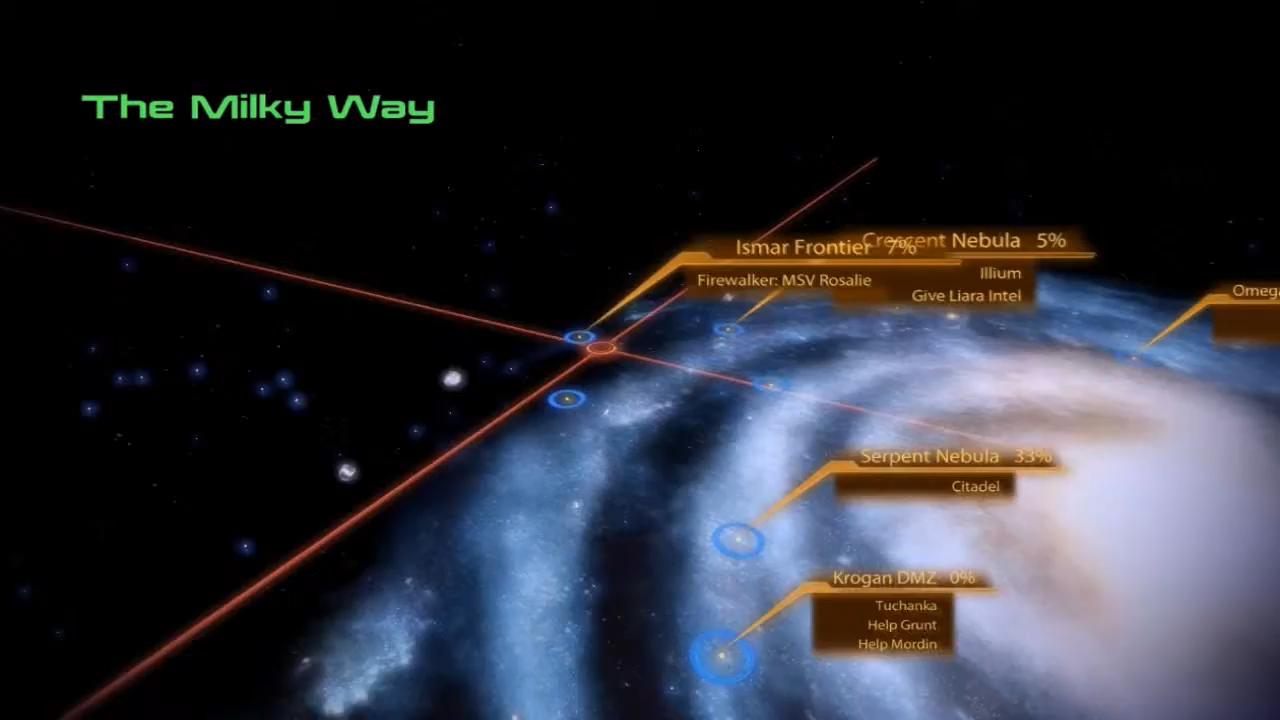 The Milky Way
Ismar Frontier 7%
Firewalker: MSV Rosalie
Crescent Nebula 5%
Illium
Give Liara Intel
Omega
Serpent Nebula 33%
Citadel
Krogan DMZ 0%
Tuchanka
Help Grunt
Help Mordin